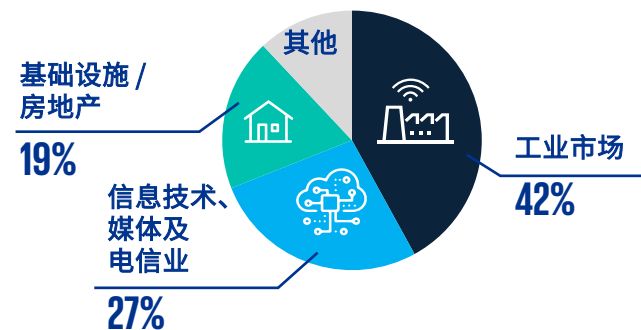 其他
基础设施 /
房地产
19%
工业市场
42%
信息技术、
媒体及
电信业
27%